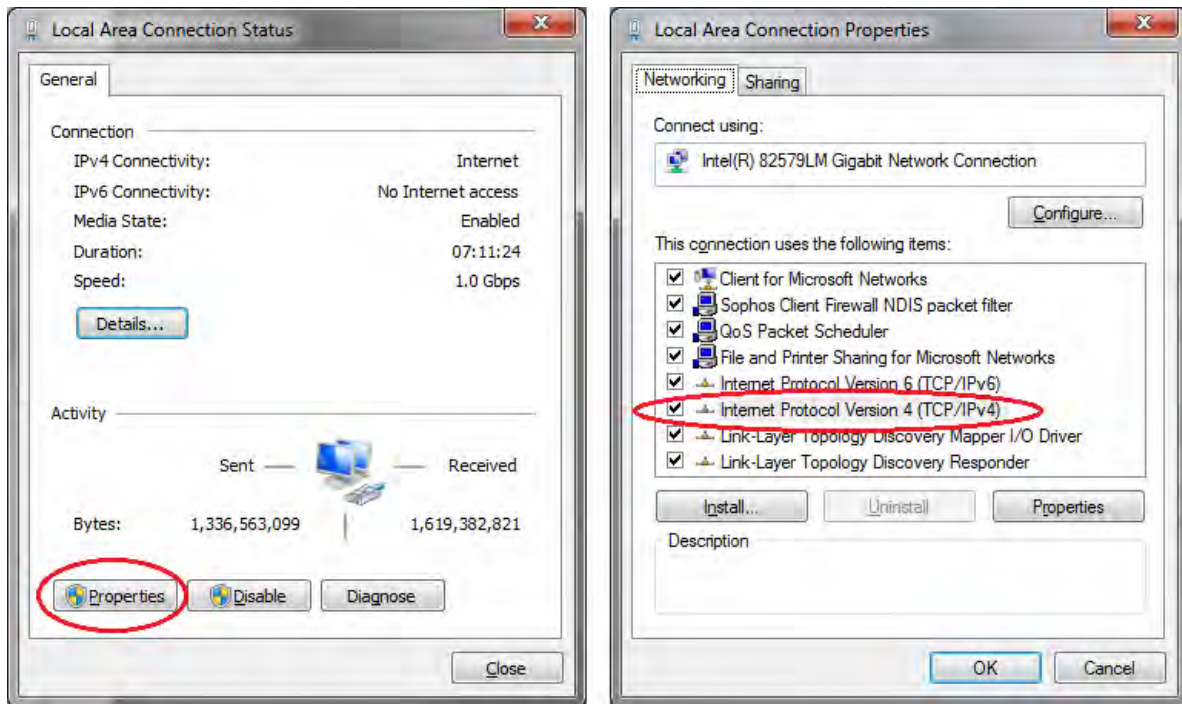 Local Area Connection Status
General
Connection
IPv4 Connectivity: Internet
IPv6 Connectivity: No Internet access
Media State: Enabled
Duration: 07:11:24
Speed: 1.0 Gbps
Details...
Activity
Sent Received
Bytes: 1,336,563,099 1,619,382,821
Properties Disable Diagnose
Close
Local Area Connection Properties
Networking Sharing
Connect using:
Intel(R) 82579LM Gigabit Network Connection
Configure...
This connection uses the following items:
Client for Microsoft Networks
Sophos Client Firewall NDIS packet filter
QoS Packet Scheduler
File and Printer Sharing for Microsoft Networks
Internet Protocol Version 6 (TCP/IPv6)
Internet Protocol Version 4 (TCP/IPv4)
Link-Layer Topology Discovery Mapper I/O Driver
Link-Layer Topology Discovery Responder
Install... Uninstall Properties
Description
OK Cancel